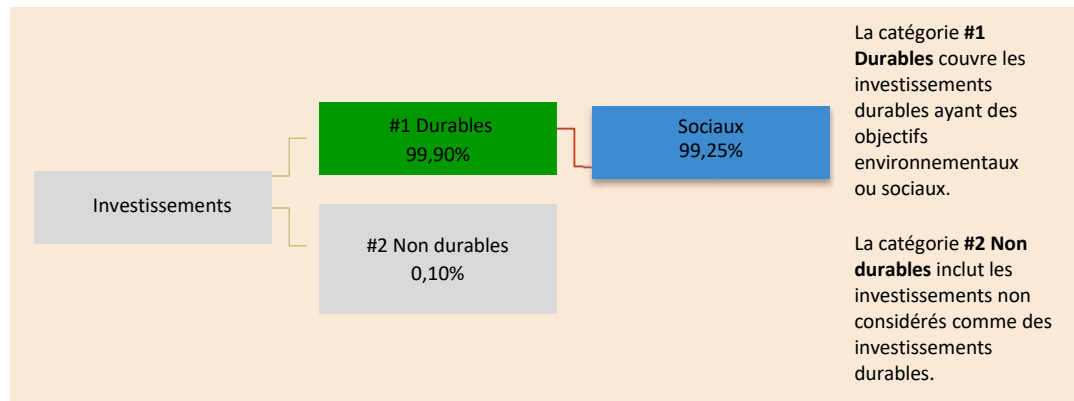 Investissements
#1 Durables
99,90%
Sociaux
99,25%
#2 Non durables
0,10%
La catégorie #1
Durables couvre les
investissements
durables ayant des
objectifs
environnementaux
ou sociaux.
La catégorie #2 Non
durables inclut les
investissements non
considérés comme des
investissements
durables.